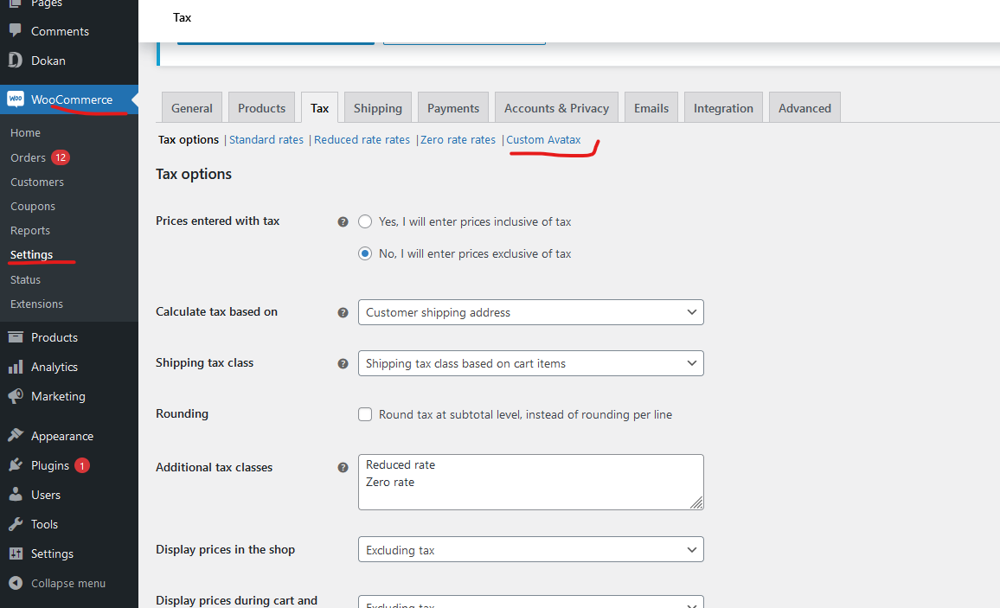 Pages
Comments
Dokan
WooCommerce
Home
Orders 12
Customers
Coupons
Reports
Settings
Status
Extensions
Products
Analytics
Marketing
Appearance
Plugins 1
Users
Tools
Settings
Collapse menu
Tax
General Products Tax Shipping Payments Accounts & Privacy Emails Integration Advanced
Tax options | Standard rates | Reduced rate rates | Zero rate rates | Custom Avatax
Tax options
Prices entered with tax
Yes, I will enter prices inclusive of tax
No, I will enter prices exclusive of tax
Calculate tax based on
Customer shipping address
Shipping tax class
Shipping tax class based on cart items
Rounding
Round tax at subtotal level, instead of rounding per line
Additional tax classes
Reduced rate
Zero rate
Display prices in the shop
Excluding tax
Display prices during cart and
Excluding tax